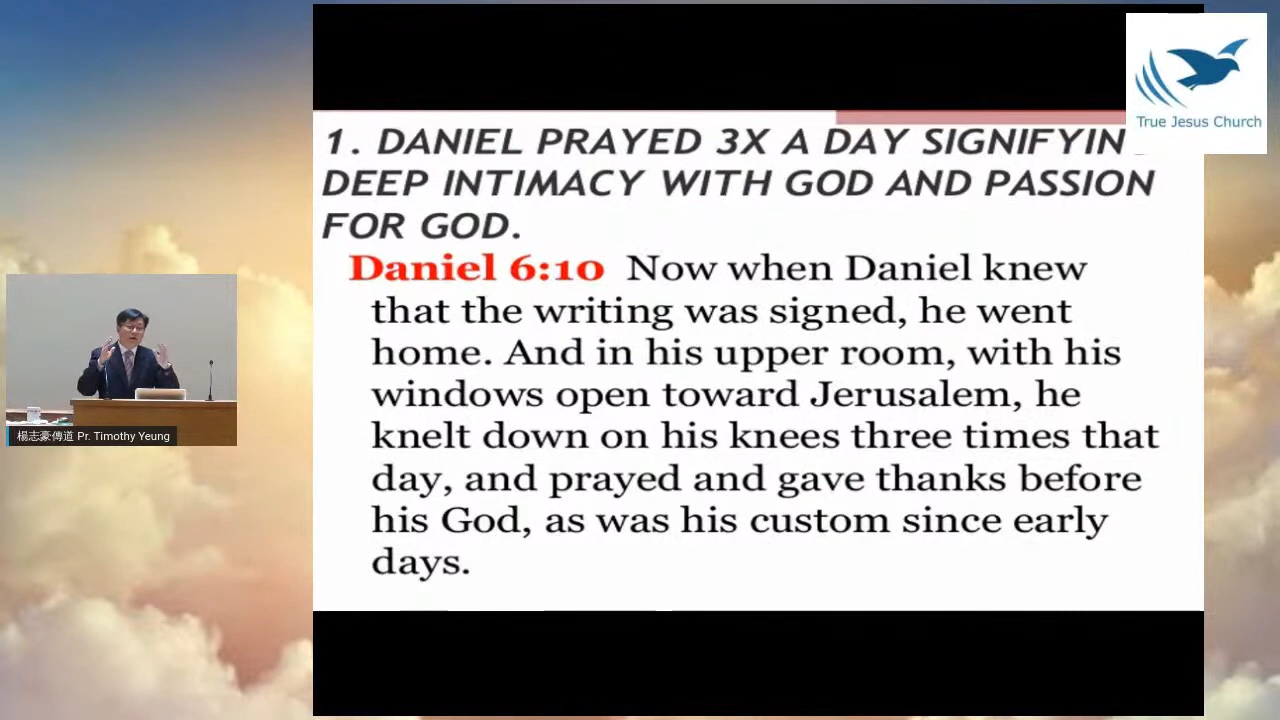 True Jesus Church
1. DANIEL PRAYED 3X A DAY SIGNIFYIN
DEEP INTIMACY WITH GOD AND PASSION
FOR GOD.
Daniel 6:10 Now when Daniel knew
that the writing was signed, he went
home. And in his upper room, with his
windows open toward Jerusalem, he
knelt down on his knees three times that
day, and prayed and gave thanks before
his God, as was his custom since early
days.
楊志豪傳道 Pr. Timothy Yeung